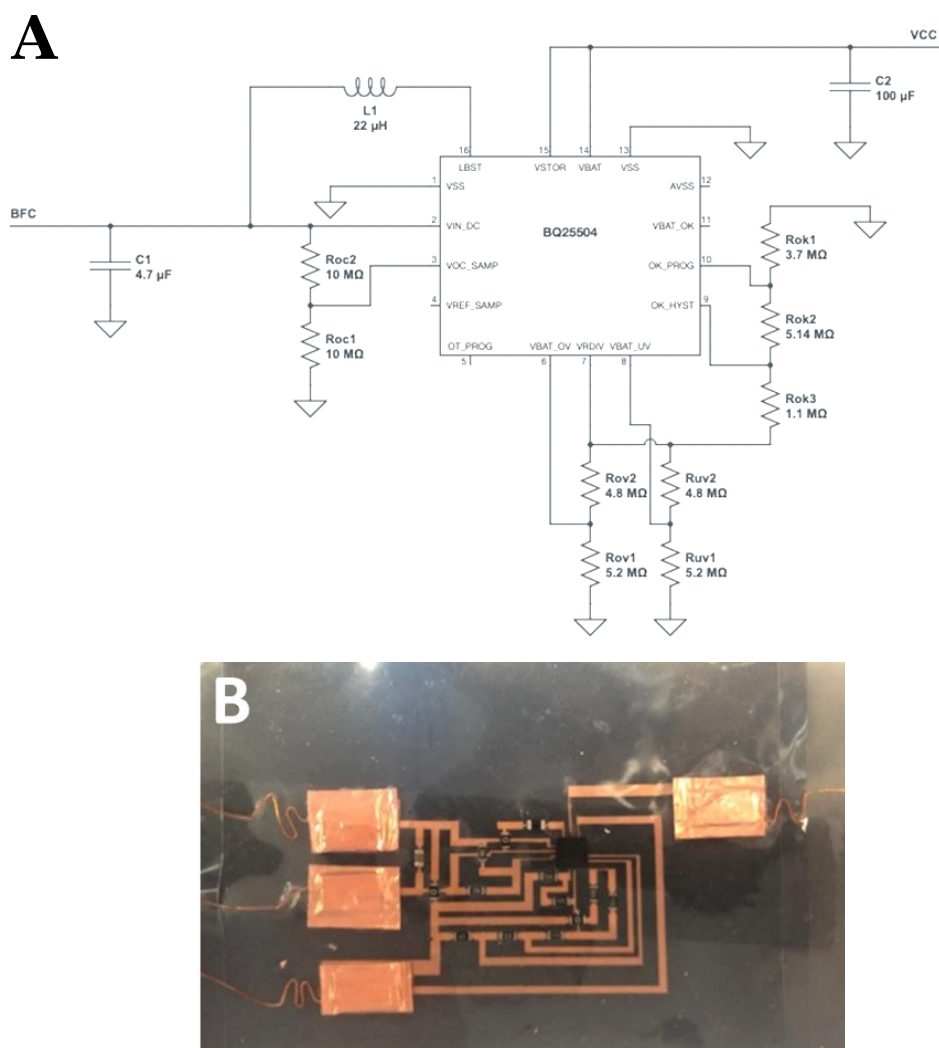 A
VCC
C2
100 µF
L1
22 µH
16
15
14
13
LBST
VSTOR
VBAT
VSS
1
VSS
AVSS
12
BFC
2
VIN_DC
BQ25504
VBAT_OK
11
C1
4.7 µF
Roc2
10 MΩ
3
VOC_SAMP
OK_PROG
10
Rok1
3.7 MΩ
4
VREF_SAMP
OK_HYST
9
Rok2
5.14 MΩ
Roc1
10 MΩ
OT_PROG
VBAT_OV
VRDIV
VBAT_UV
5
6
7
8
Rok3
1.1 MΩ
Rov2
4.8 MΩ
Ruv2
4.8 MΩ
Rov1
5.2 MΩ
Ruv1
5.2 MΩ
B